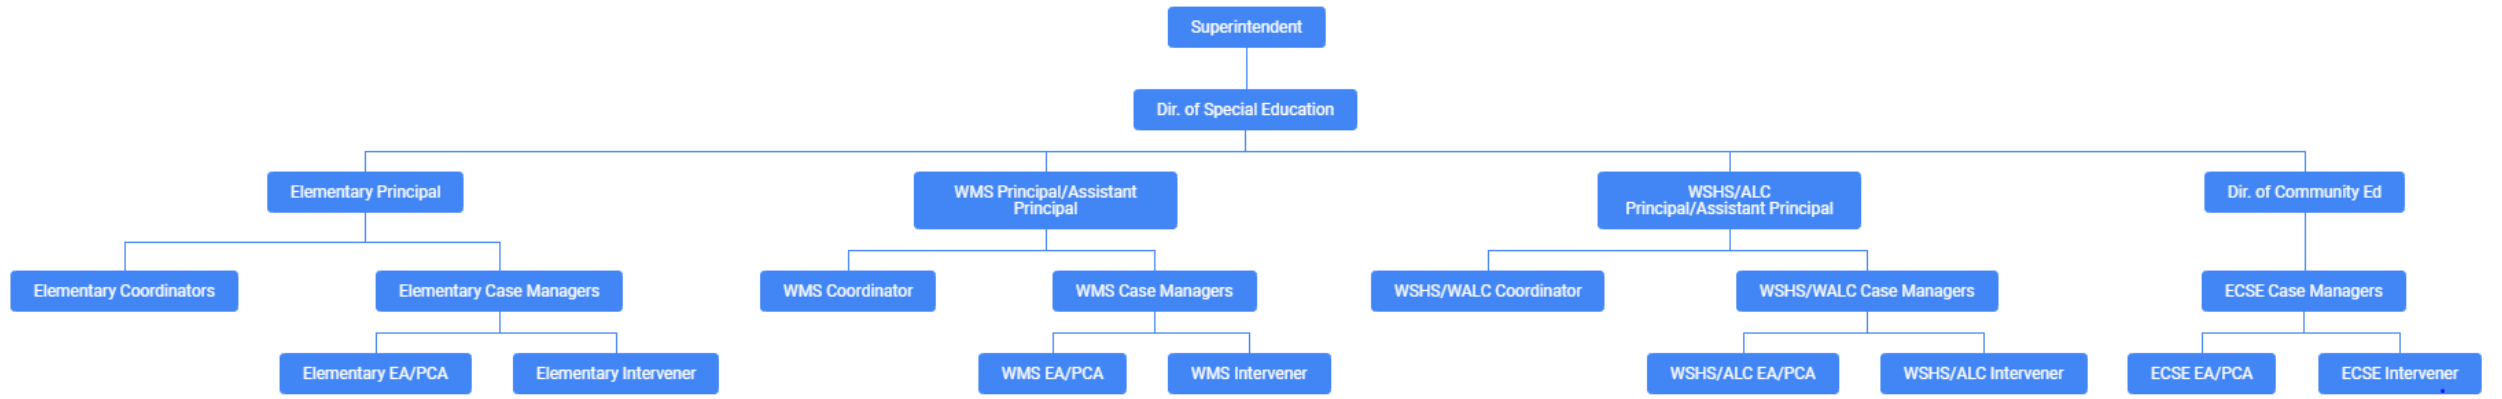 Superintendent
Dir. of Special Education
Elementary Principal
WMS Principal/Assistant
Principal
WSHS/ALC
Principal/Assistant Principal
Dir. of Community Ed
Elementary Coordinators
Elementary Case Managers
WMS Coordinator
WMS Case Managers
WSHS/WALC Coordinator
WSHS/WALC Case Managers
ECSE Case Managers
Elementary EA/PCA
Elementary Intervener
WMS EA/PCA
WMS Intervener
WSHS/ALC EA/PCA
WSHS/ALC Intervener
ECSE EA/PCA
ECSE Intervener